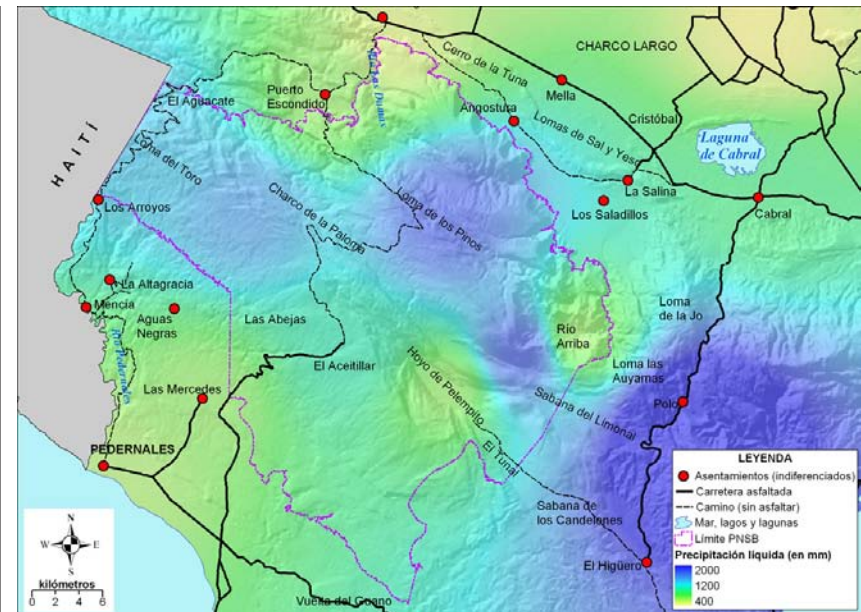 CHARCO LARGO
Cerro de la Tuna
Mella
Puerto
Escondido
El Aguacate
Angostura
Cristóbal
Lomas de Sal y Yeso
Laguna
de Cabral
HAITÍ
Loma del Toro
La Salina
Los Saladillos
Cabral
Los Arroyos
Charco de la Paloma
Loma de los Pinos
La Altagracia
Mencía
Aguas
Negras
Río Pedernales
Las Abejas
Loma
de la Jo
Río
Arriba
El Aceitillar
Loma las
Auyamas
Hoyo de Pelempito
Las Mercedes
Sabana del Limonal
Polo
PEDERNALES
El Tunal
Sabana de
los Candelones
El Higüero
Vuelta del Guano
N
W E
S
kilómetros
0 2 4 6
LEYENDA
Asentamientos (indiferenciados)
Carretera asfaltada
Camino (sin asfaltar)
Mar, lagos y lagunas
Límite PNSB
Precipitación líquida (en mm)
2000
1200
400